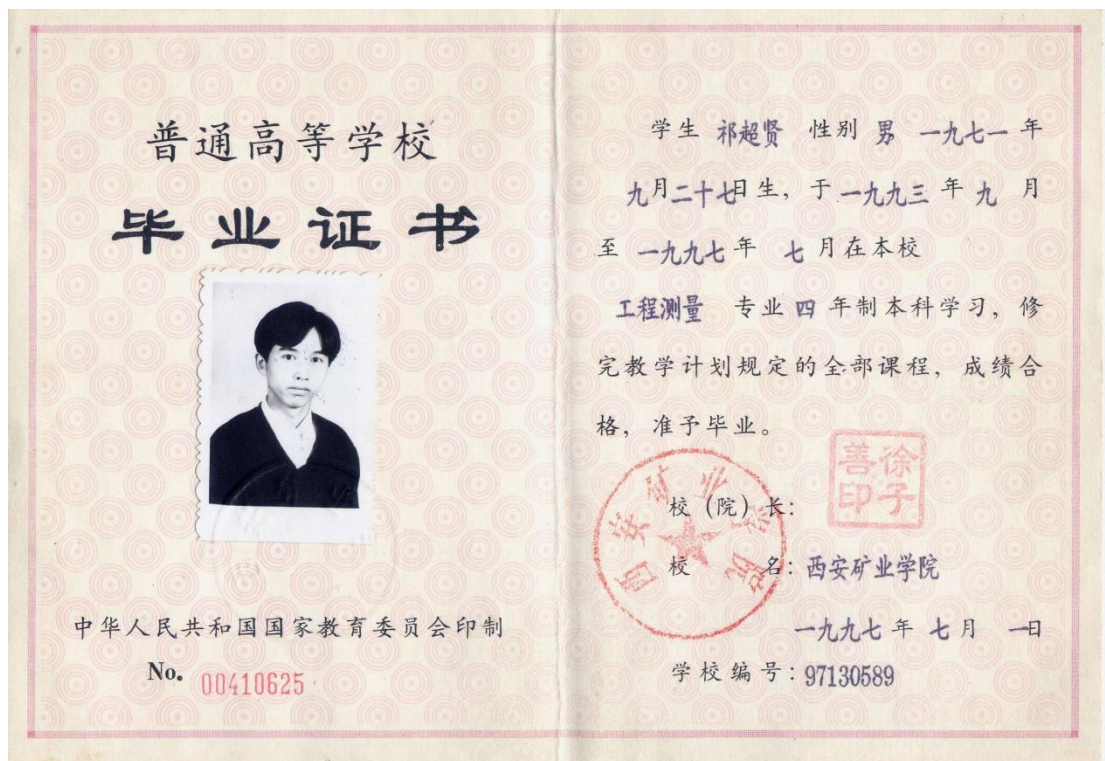 普通高等学校
毕业证书
中华人民共和国国家教育委员会印制
No. 00410625
学生 祁超贤 性别 男 一九七一 年
九月二十七日生, 于 一九九三 年 九 月
至 一九九七 年 七 月在本校
工程测量 专业 四 年制本科学习, 修
完教学计划规定的全部课程, 成绩合
格, 准予毕业。
徐子善印
校 (院) 长:
西安矿业学院
校 名: 西安矿业学院
一九九七 年 七 月 一日
学校编号: 97130589